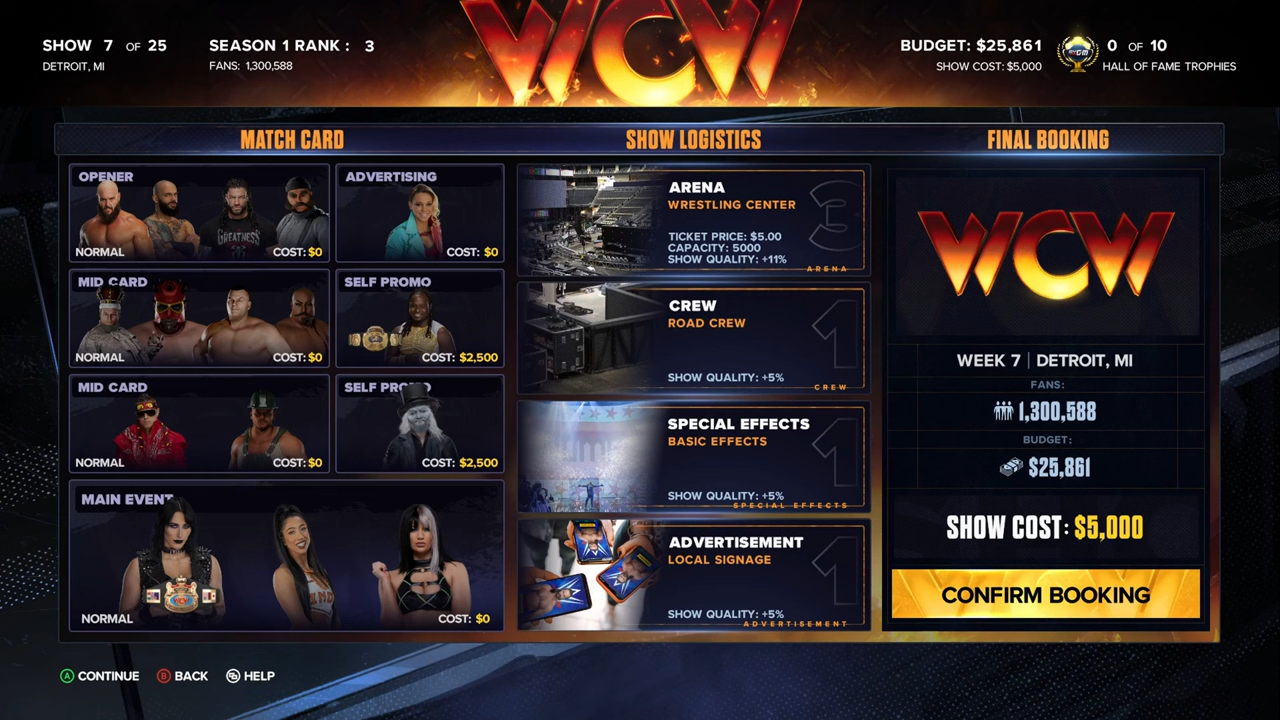 SHOW 7 OF 25
DETROIT, MI
SEASON 1 RANK : 3
FANS: 1,300,588
WCW
BUDGET: $25,861
SHOW COST: $5,000
0 OF 10
HALL OF FAME TROPHIES
MATCH CARD
OPENER
NORMAL
COST: $0
ADVERTISING
COST: $0
MID CARD
NORMAL
COST: $0
SELF PROMO
COST: $2,500
MID CARD
NORMAL
COST: $0
SELF PROMO
COST: $2,500
MAIN EVENT
NORMAL
COST: $0
SHOW LOGISTICS
ARENA
WRESTLING CENTER
3
TICKET PRICE: $5.00
CAPACITY: 5000
SHOW QUALITY: +11%
ARENA
CREW
ROAD CREW
1
SHOW QUALITY: +5%
CREW
SPECIAL EFFECTS
BASIC EFFECTS
1
SHOW QUALITY: +5%
SPECIAL EFFECTS
ADVERTISEMENT
LOCAL SIGNAGE
1
SHOW QUALITY: +5%
ADVERTISEMENT
FINAL BOOKING
WCW
WEEK 7 | DETROIT, MI
FANS:
1,300,588
BUDGET:
$25,861
SHOW COST: $5,000
CONFIRM BOOKING
A CONTINUE
B BACK
HELP